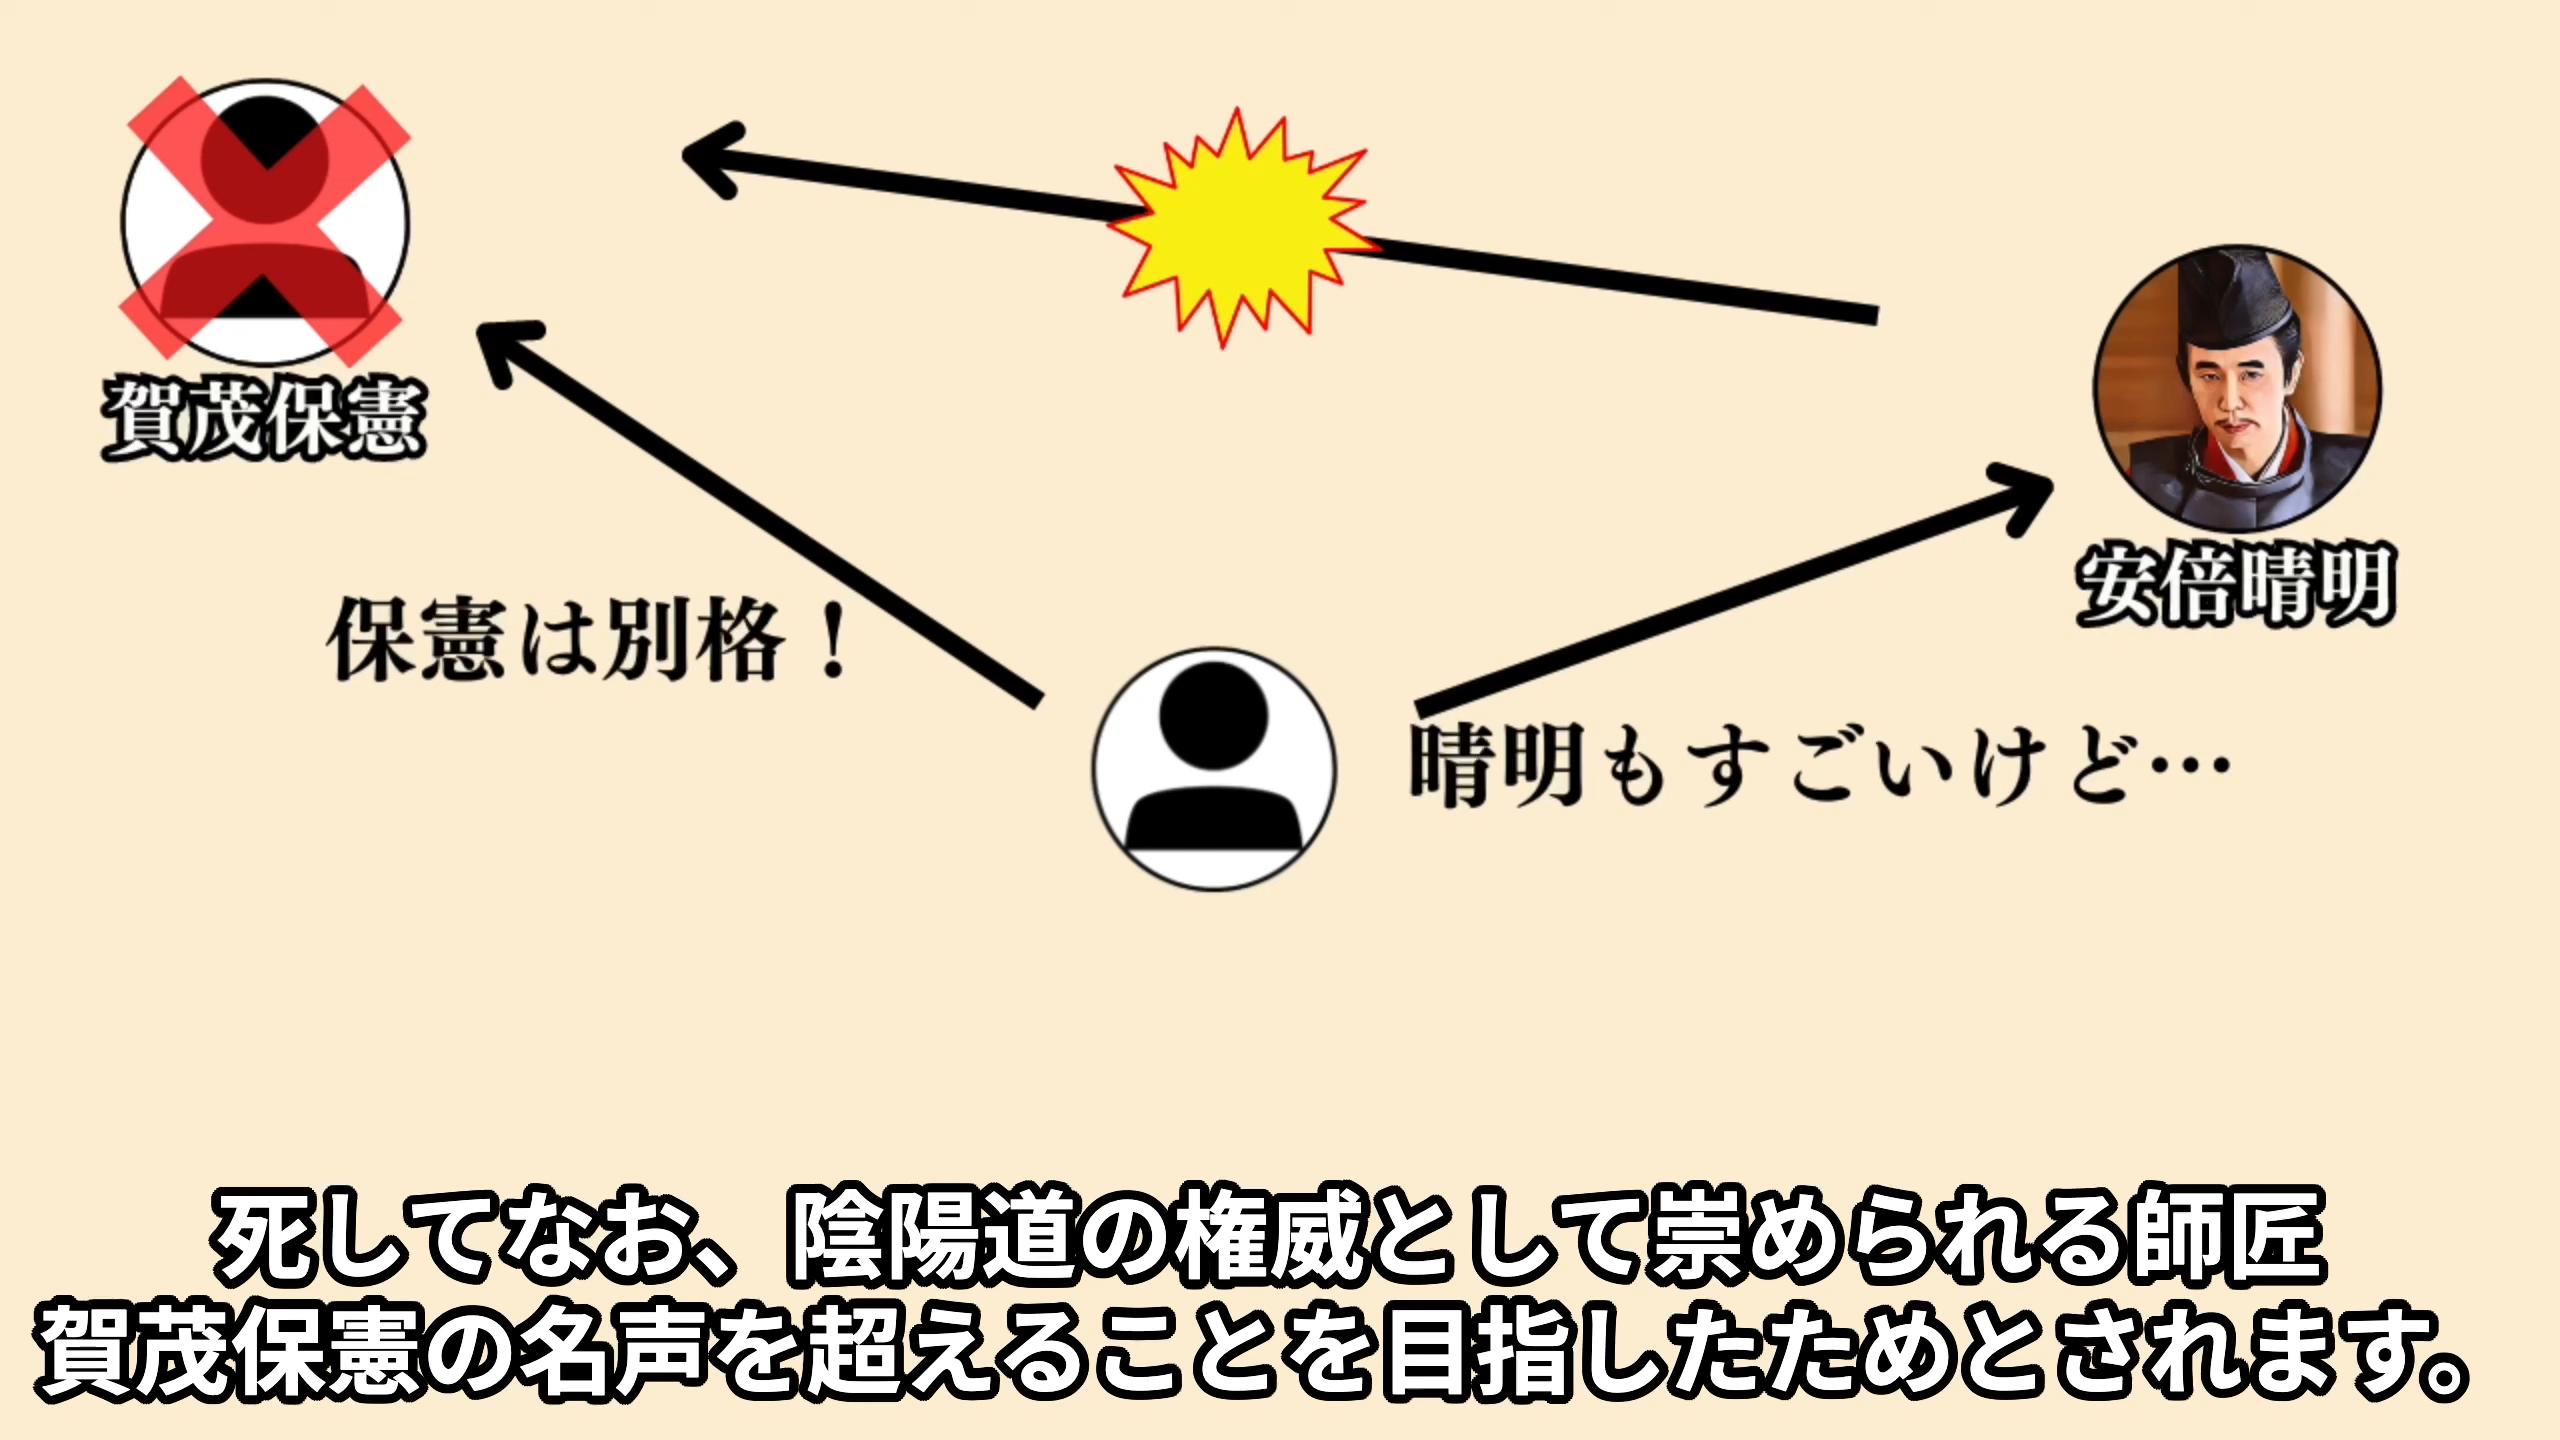 賀茂保憲
安倍晴明
保憲は別格！
晴明もすごいけど…
死してなお、陰陽道の権威として崇められる師匠
賀茂保憲の名声を超えることを目指したためとされます。